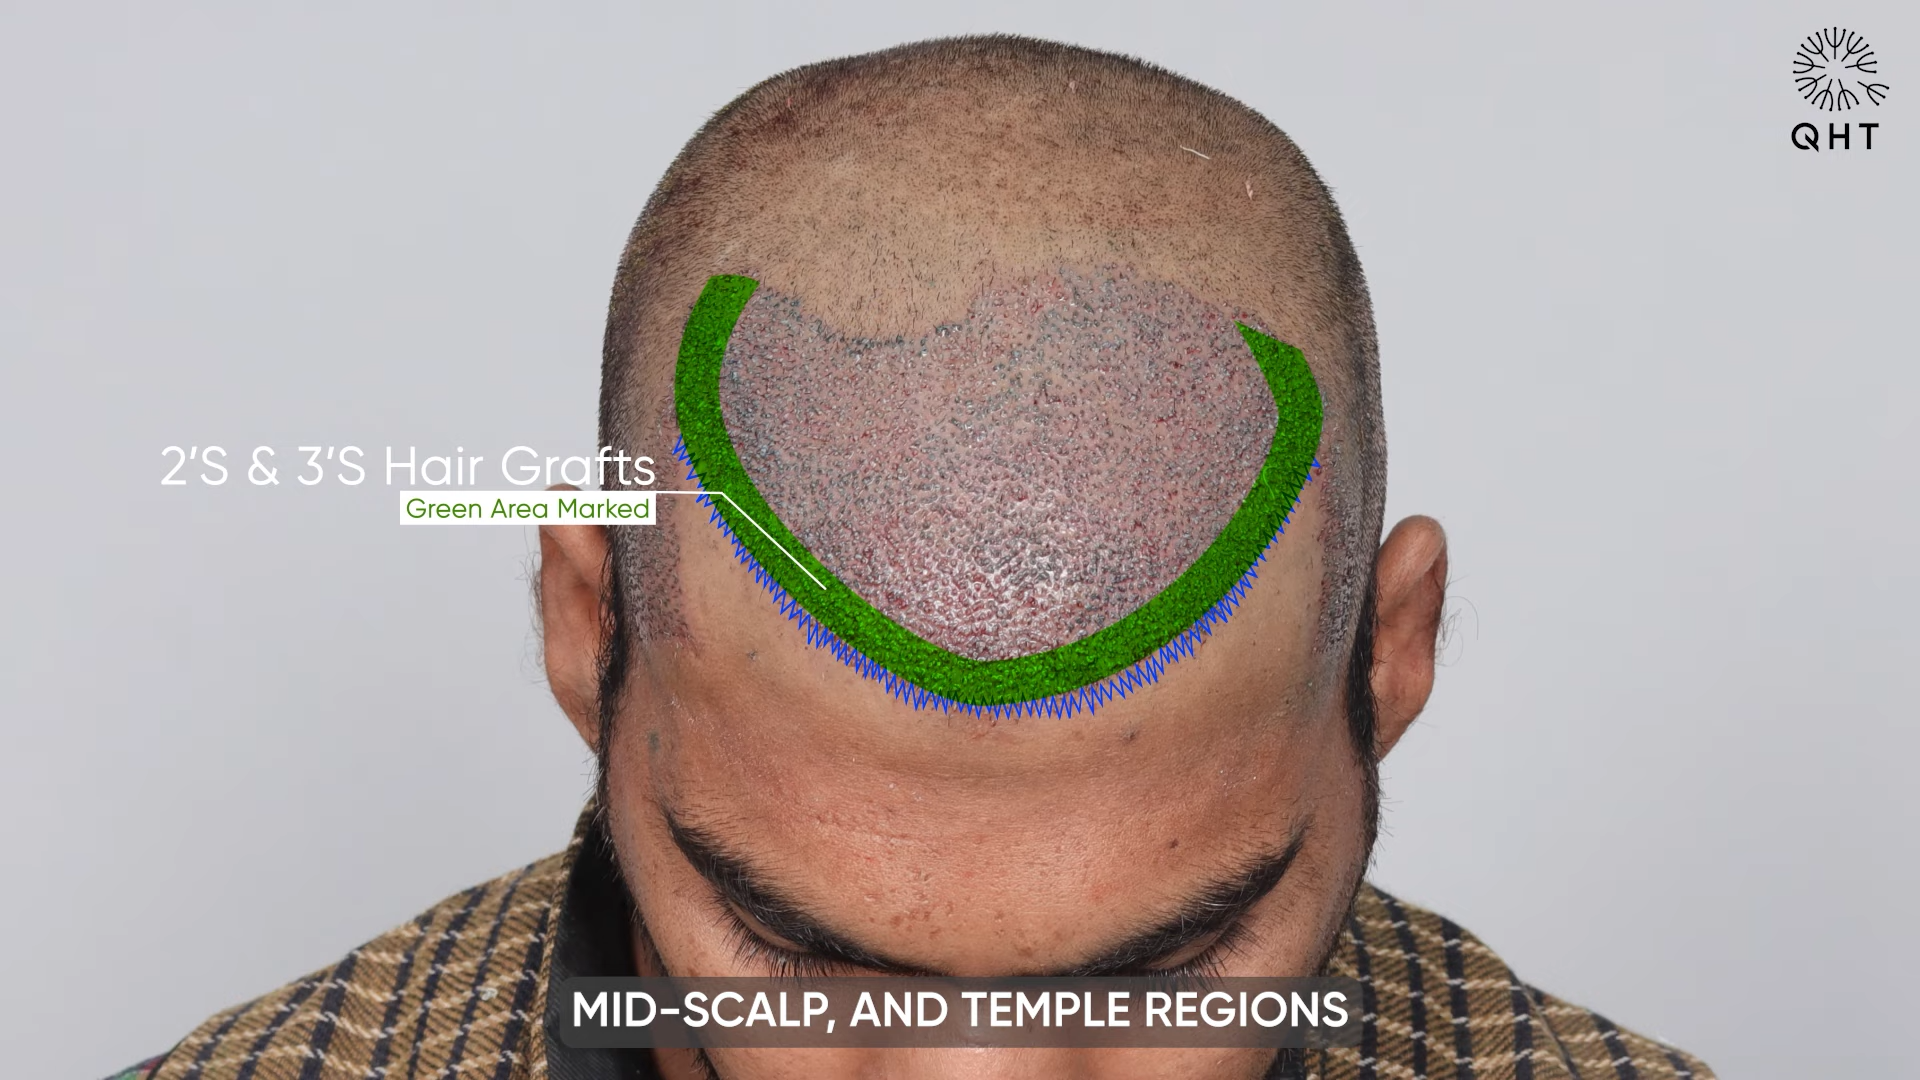 QHT
2'S & 3'S Hair Grafts
Green Area Marked
MID-SCALP, AND TEMPLE REGIONS